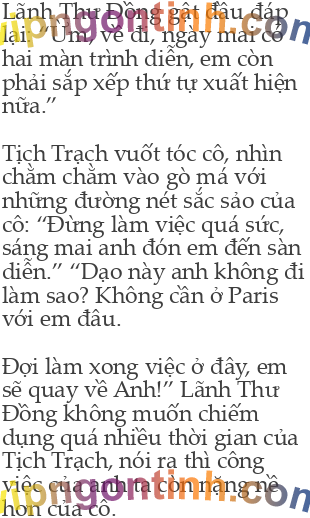 Lãnh Thư Đồng gật đầu đáp
lại: “Ừm, về đi, ngày mai có
hai màn trình diễn, em còn
phải sắp xếp thứ tự xuất hiện
nữa.”
Tịch Trạch vuốt tóc cô, nhìn
chằm chằm vào gò má với
những đường nét sắc sảo của
cô: “Đừng làm việc quá sức,
sáng mai anh đón em đến sàn
diễn.” “Dạo này anh không đi
làm sao? Không cần ở Paris
với em đâu.
Đợi làm xong việc ở đây, em
sẽ quay về Anh!” Lãnh Thư
Đồng không muốn chiếm
dụng quá nhiều thời gian của
Tịch Trạch, nói ra thì công
việc của anh ta còn nặng nề
hơn của cô.
vipngontinh.com
vipngontinh.com